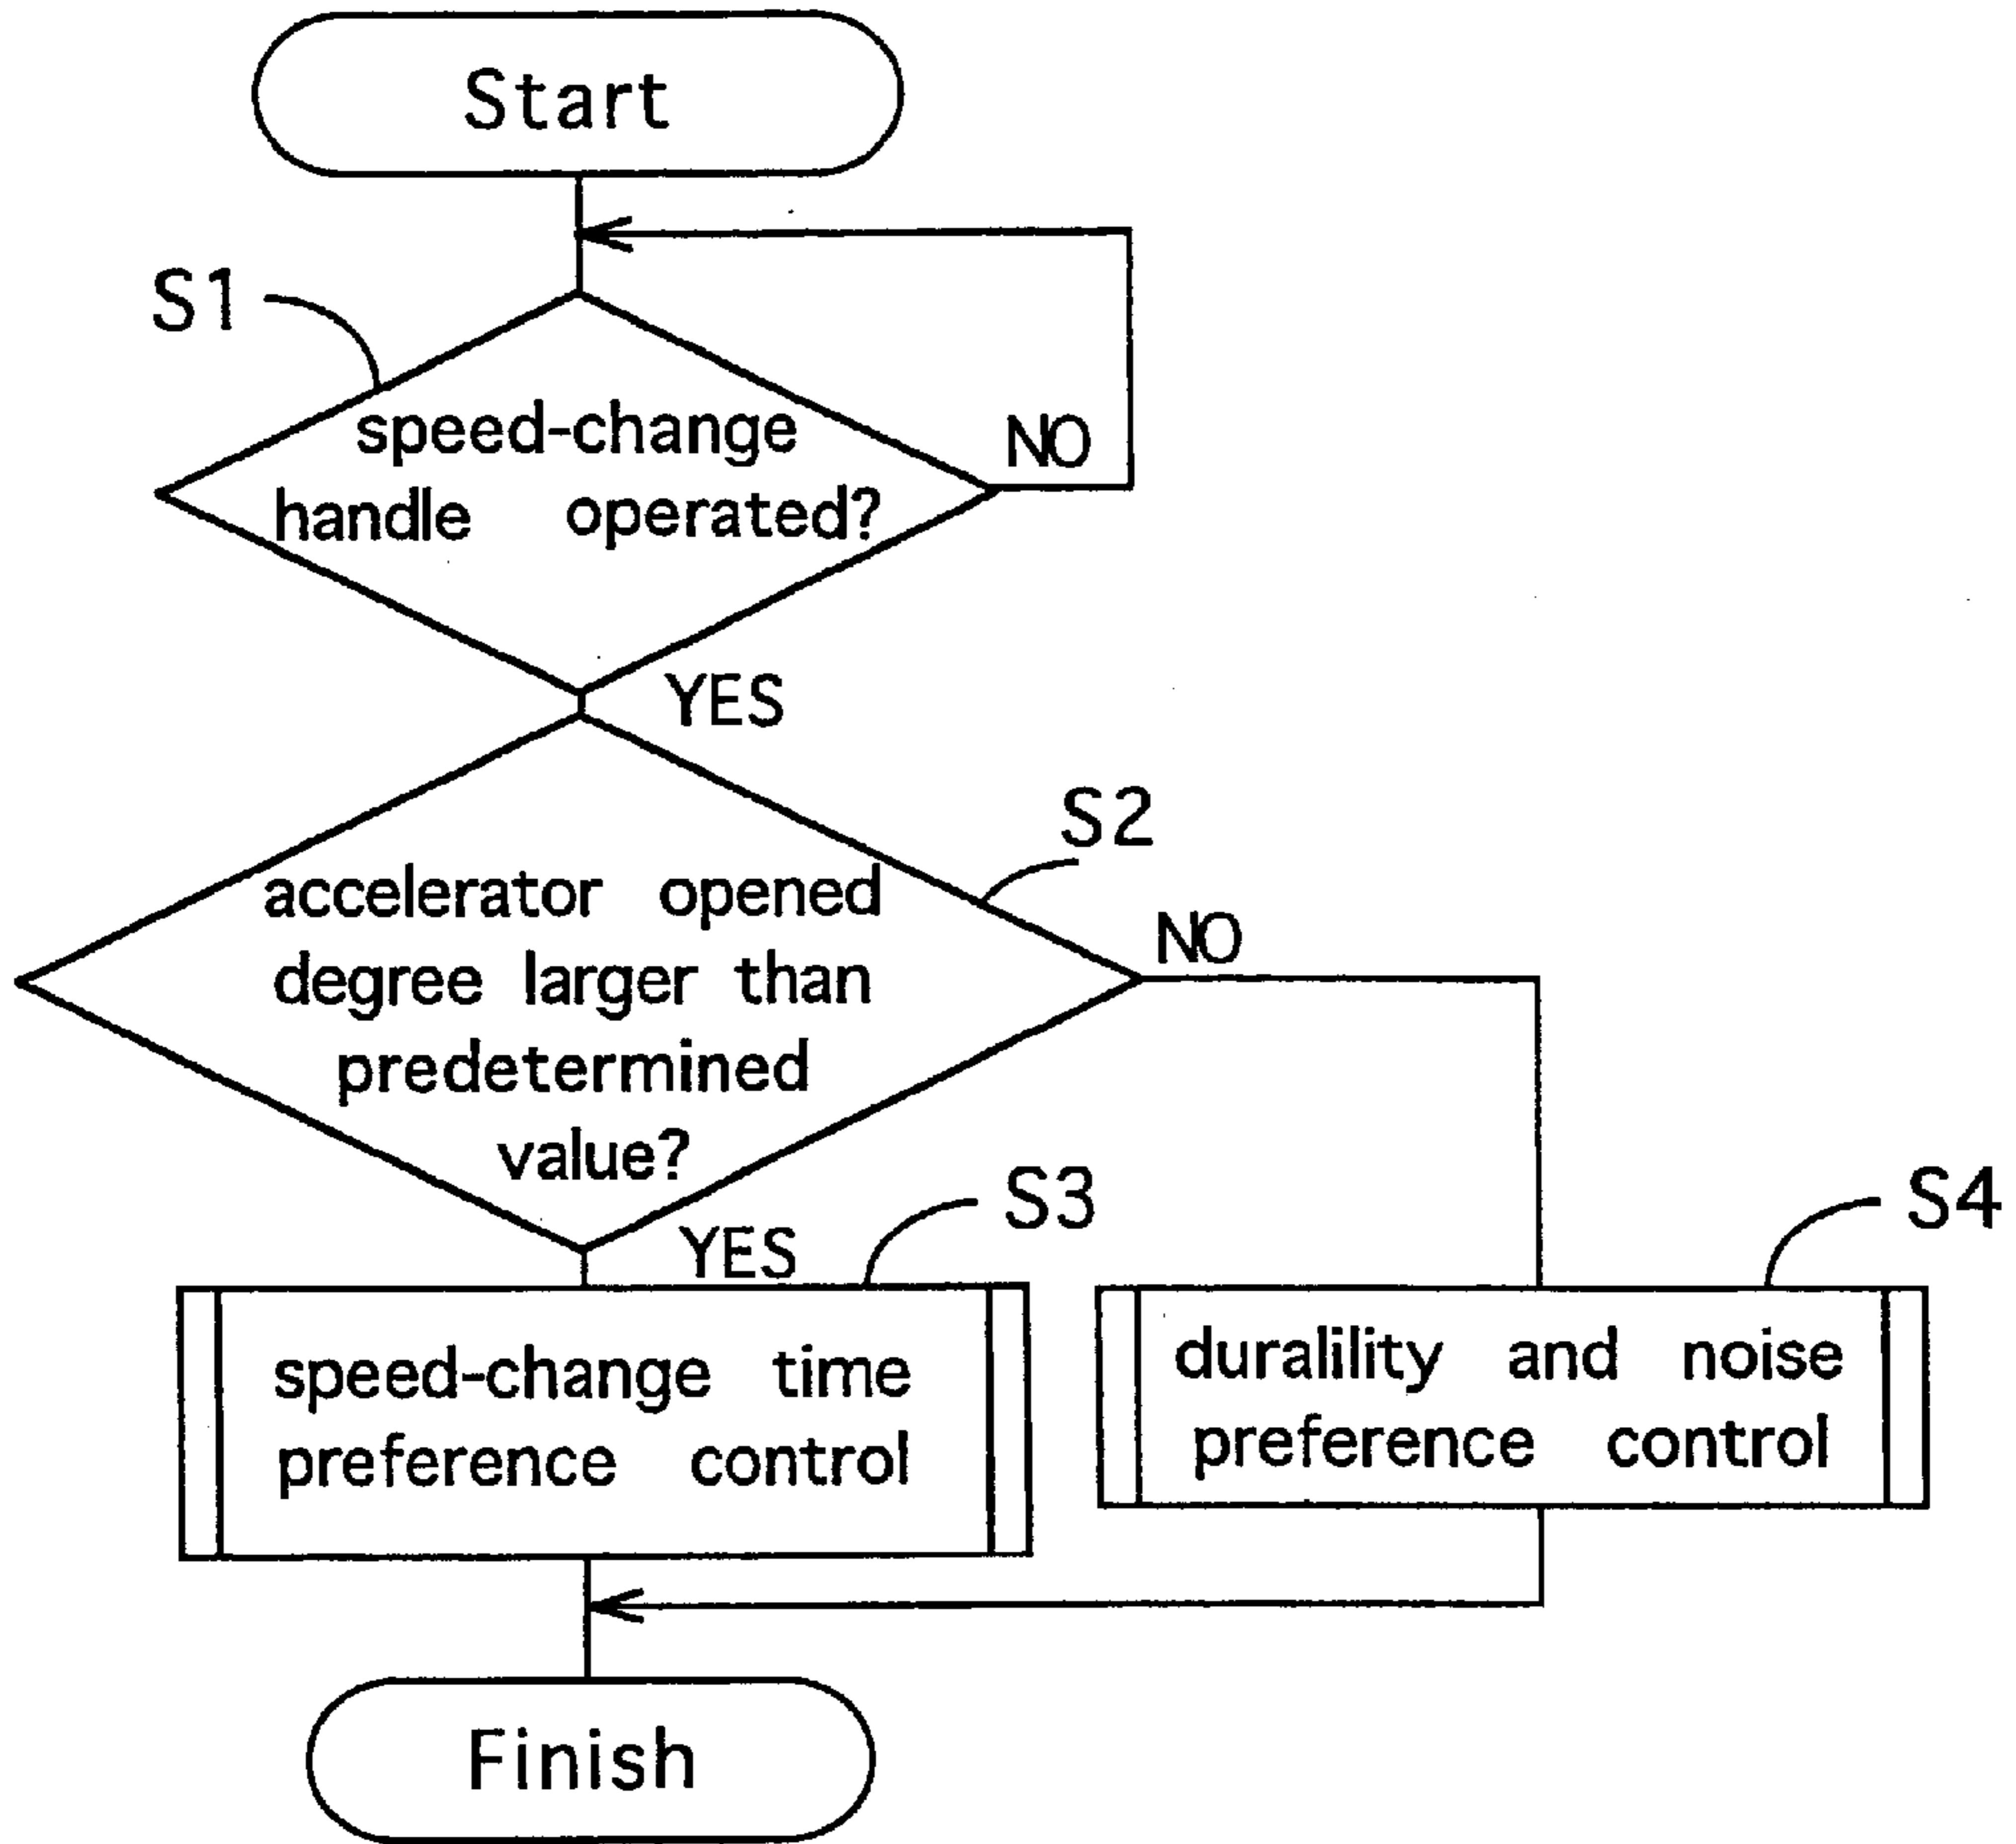 Start
S1
speed-change
handle operated?
NO
YES
S2
accelerator opened
degree larger than
predetermined
value?
NO
YES
S3
speed-change time
preference control
S4
duralility and noise
preference control
Finish